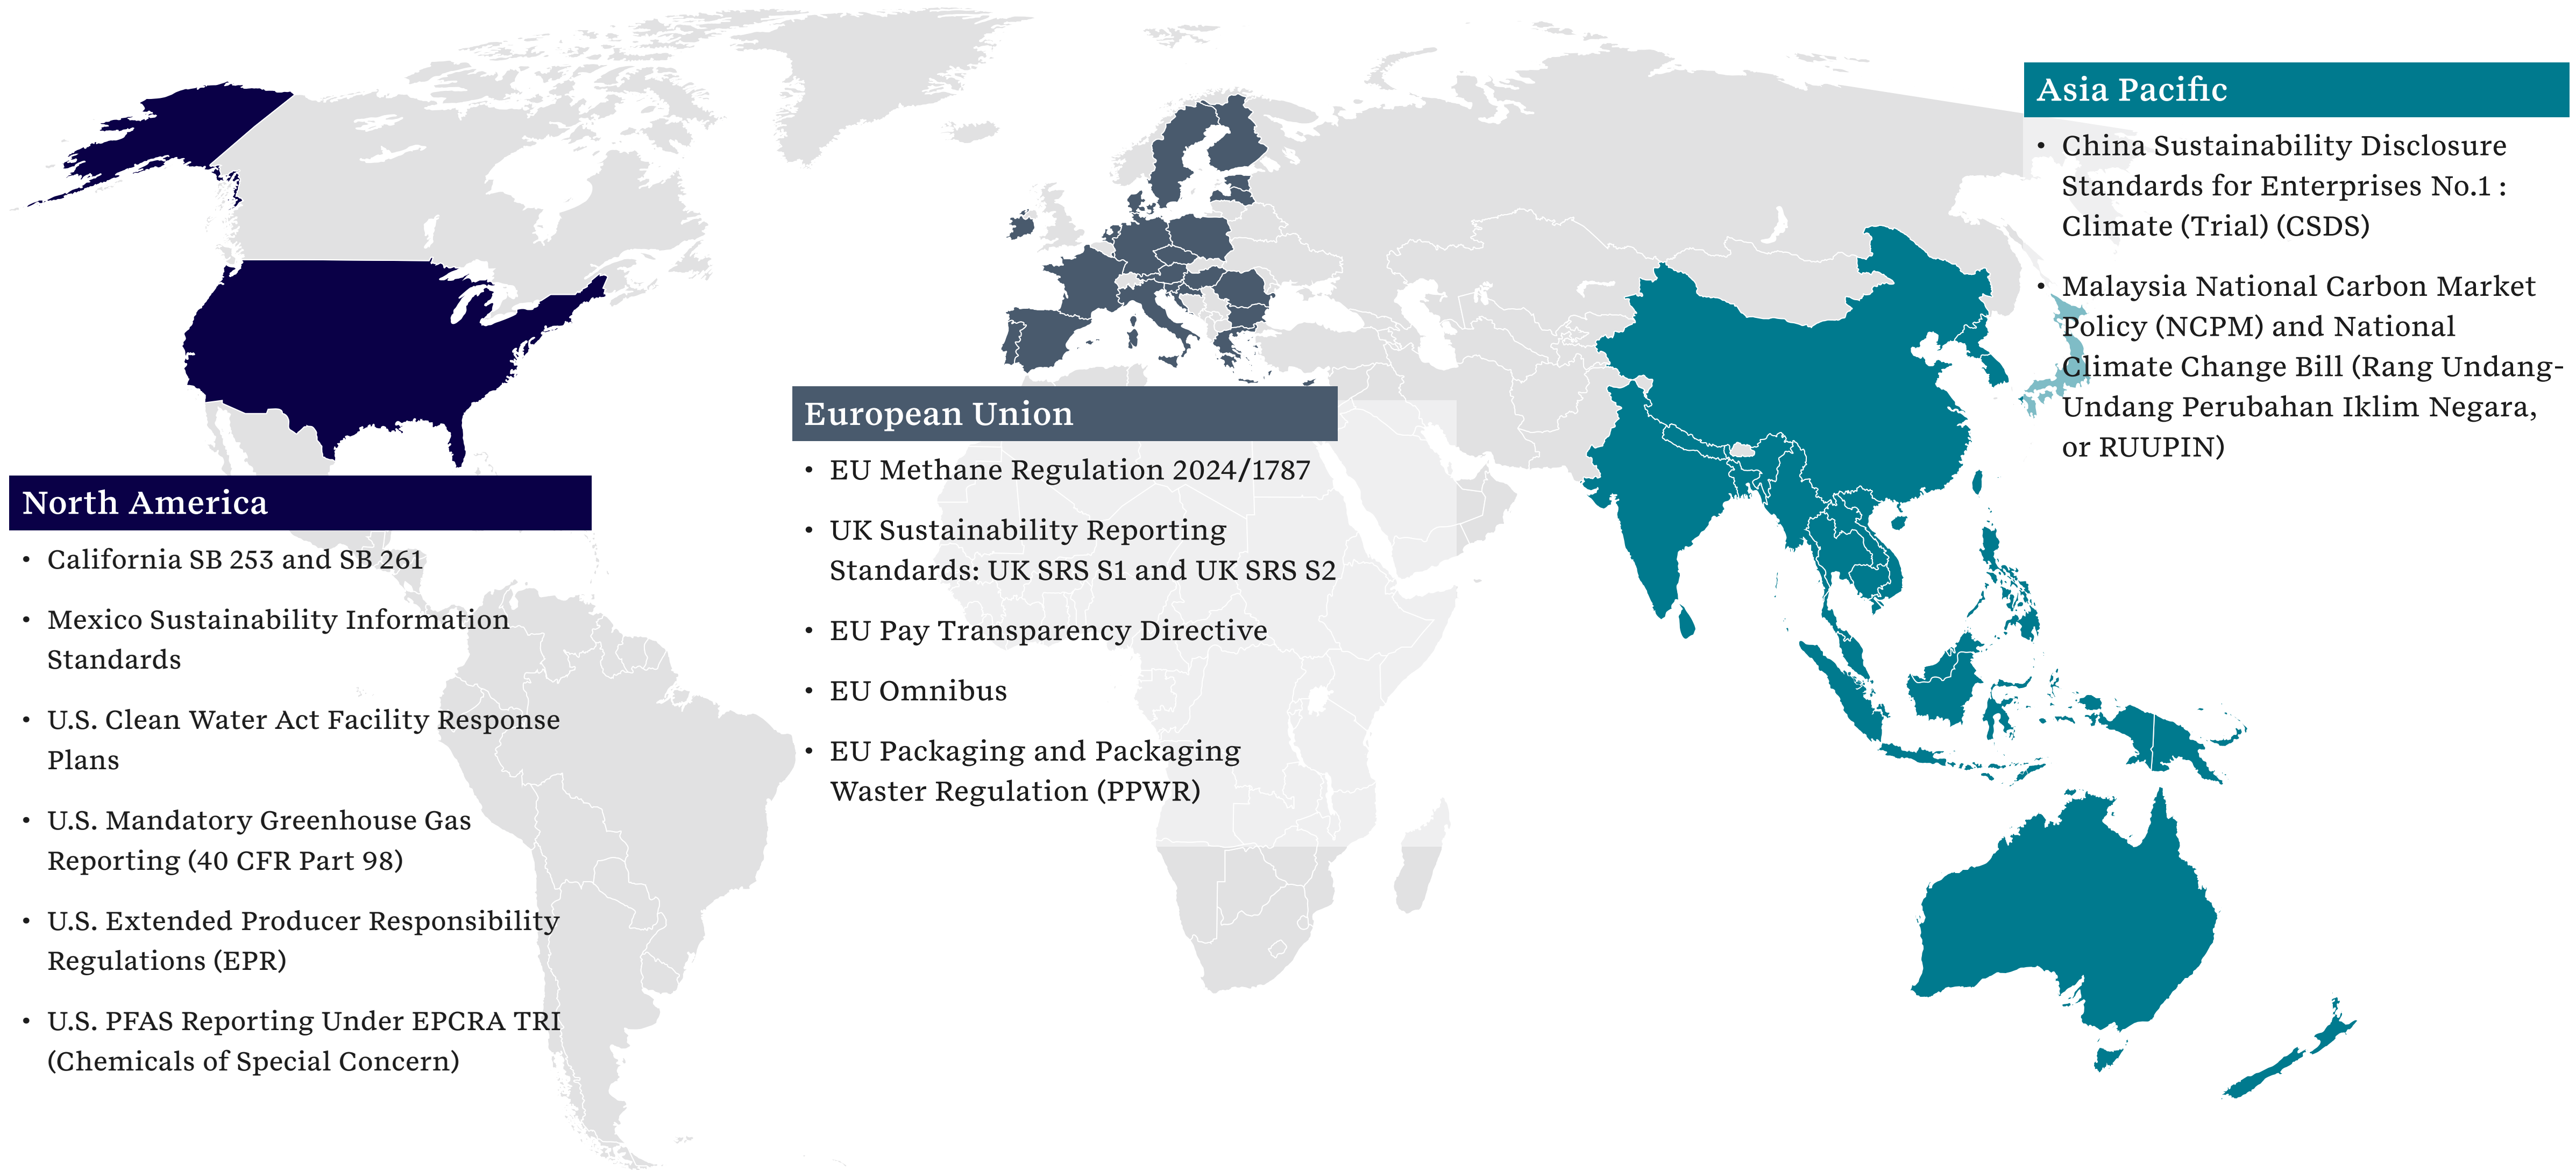 North America
• California SB 253 and SB 261
• Mexico Sustainability Information
Standards
• U.S. Clean Water Act Facility Response
Plans
• U.S. Mandatory Greenhouse Gas
Reporting (40 CFR Part 98)
• U.S. Extended Producer Responsibility
Regulations (EPR)
• U.S. PFAS Reporting Under EPCRA TRI
(Chemicals of Special Concern)
European Union
• EU Methane Regulation 2024/1787
• UK Sustainability Reporting
Standards: UK SRS S1 and UK SRS S2
• EU Pay Transparency Directive
• EU Omnibus
• EU Packaging and Packaging
Waster Regulation (PPWR)
Asia Pacific
• China Sustainability Disclosure
Standards for Enterprises No.1 :
Climate (Trial) (CSDS)
• Malaysia National Carbon Market
Policy (NCPM) and National
Climate Change Bill (Rang Undang-
Undang Perubahan Iklim Negara,
or RUUPIN)